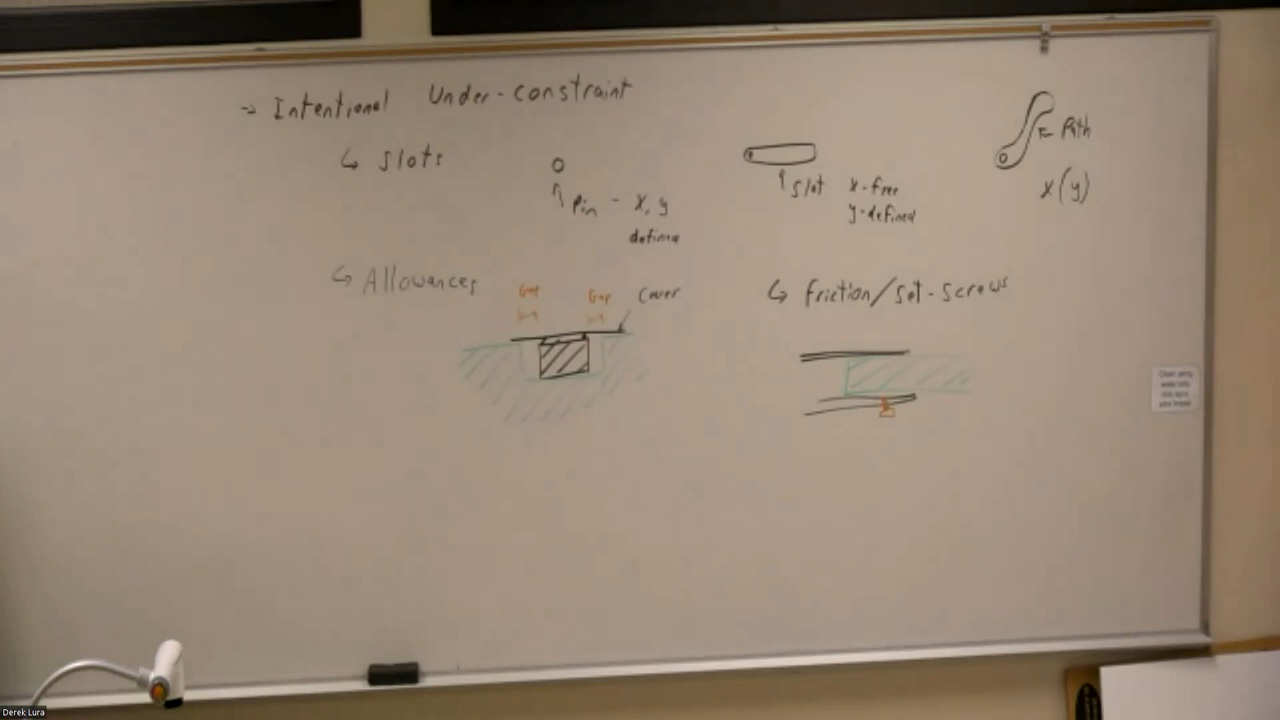 → Intentional Under-constraint
↳ Slots
Pin - x, y
defined
Slot x-free
y-defined
Path
x(y)
↳ Allowances
Gap Gap Cover
↳ Friction/Set-Screws
Derek Lura